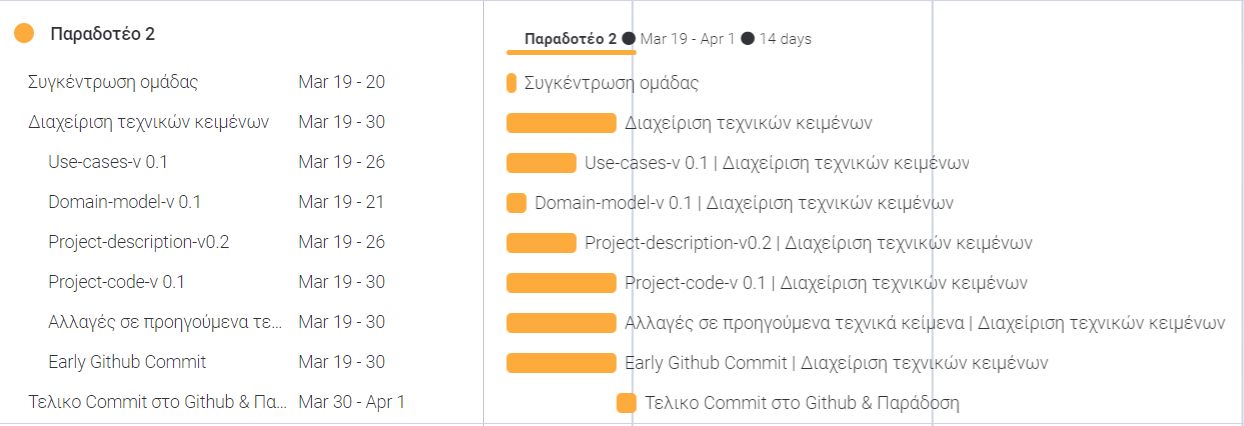 Παραδοτέο 2
Παραδοτέο 2 ● Mar 19 - Apr 1 ● 14 days
Συγκέντρωση ομάδας Mar 19 - 20 Συγκέντρωση ομάδας
Διαχείριση τεχνικών κειμένων Mar 19 - 30 Διαχείριση τεχνικών κειμένων
Use-cases-v 0.1 Mar 19 - 26 Use-cases-v 0.1 | Διαχείριση τεχνικών κειμένων
Domain-model-v 0.1 Mar 19 - 21 Domain-model-v 0.1 | Διαχείριση τεχνικών κειμένων
Project-description-v0.2 Mar 19 - 26 Project-description-v0.2 | Διαχείριση τεχνικών κειμένων
Project-code-v 0.1 Mar 19 - 30 Project-code-v 0.1 | Διαχείριση τεχνικών κειμένων
Αλλαγές σε προηγούμενα τε... Mar 19 - 30 Αλλαγές σε προηγούμενα τεχνικά κείμενα | Διαχείριση τεχνικών κειμένων
Early Github Commit Mar 19 - 30 Early Github Commit | Διαχείριση τεχνικών κειμένων
Τελικο Commit στο Github & Πα... Mar 30 - Apr 1 Τελικο Commit στο Github & Παράδοση